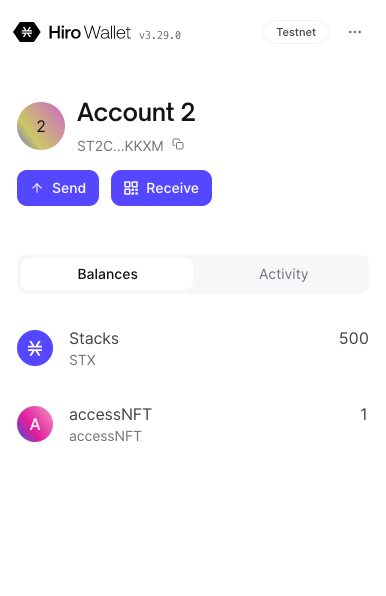 Hiro Wallet v3.29.0
Testnet
2
Account 2
ST2C...KKXM
Send
Receive
Balances
Activity
Stacks 500
STX
A
accessNFT 1
accessNFT